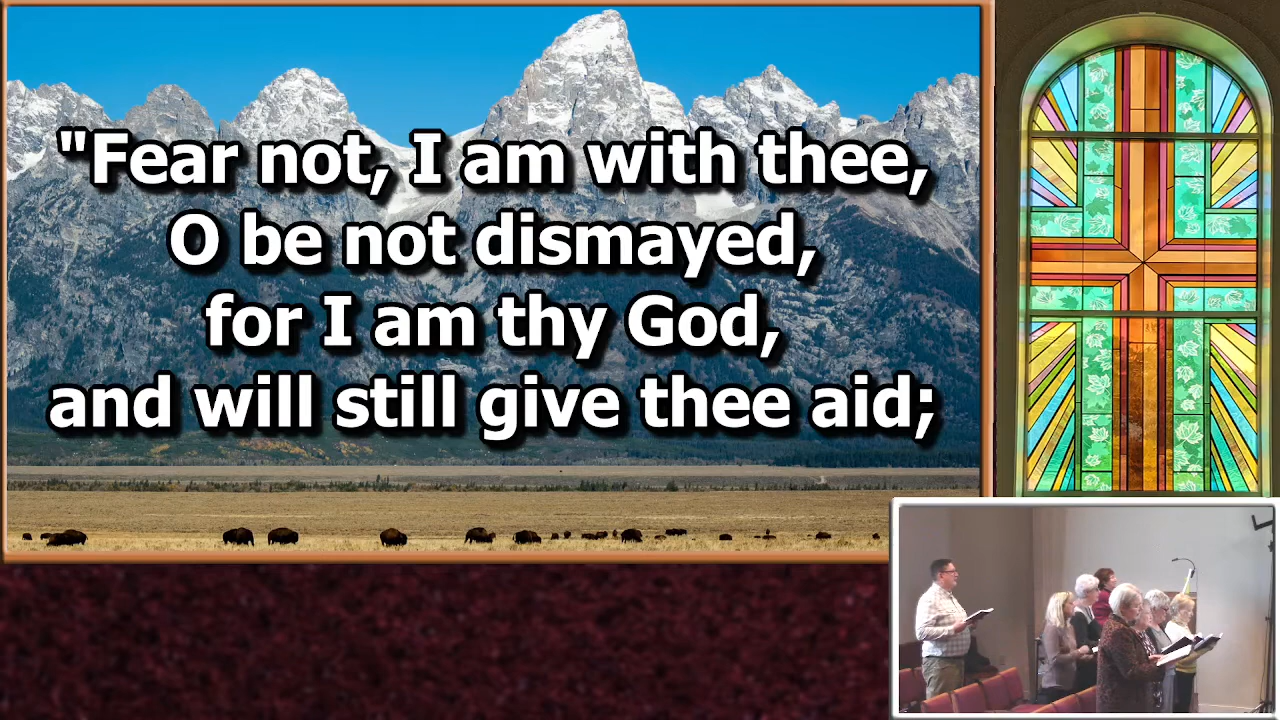 "Fear not, I am with thee,
O be not dismayed,
for I am thy God,
and will still give thee aid;